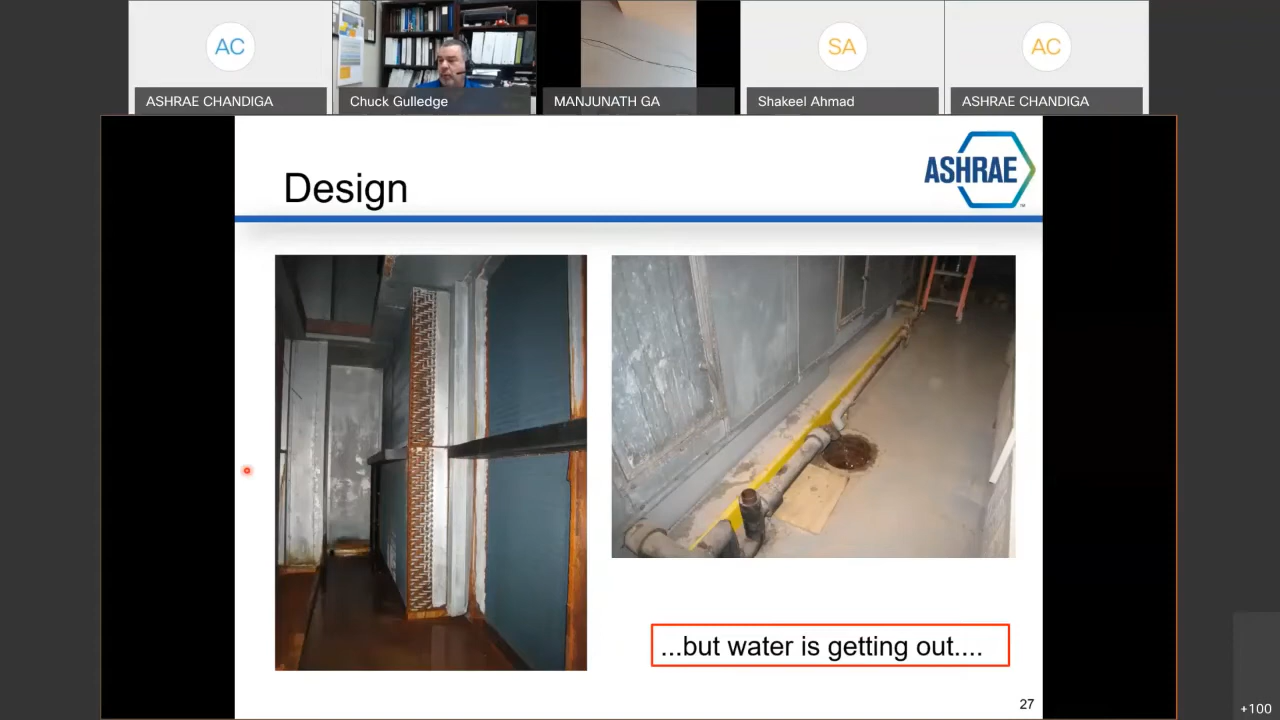 AC
SA
AC
ASHRAE CHANDIGA
Chuck Gulledge
MANJUNATH GA
Shakeel Ahmad
ASHRAE CHANDIGA
Design
ASHRAE
TM
...but water is getting out....
27
+100